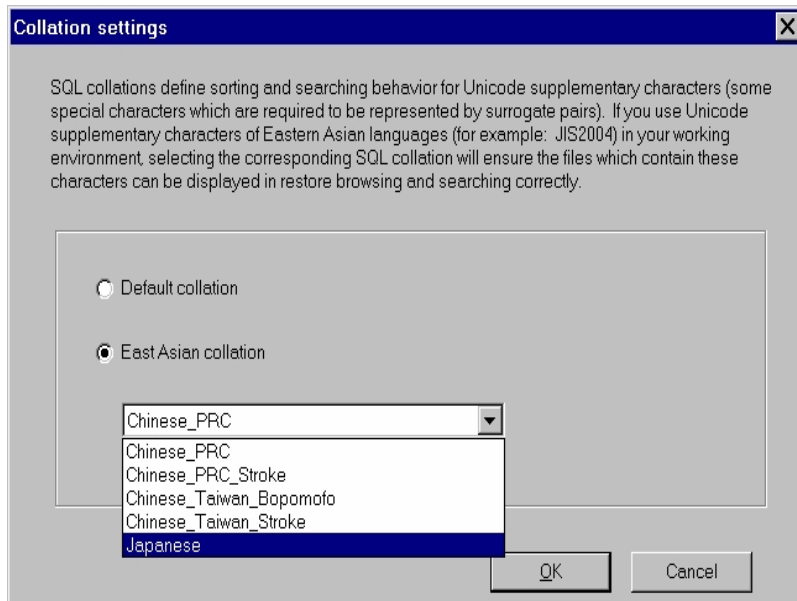 Collation settings
SQL collations define sorting and searching behavior for Unicode supplementary characters (some
special characters which are required to be represented by surrogate pairs). If you use Unicode
supplementary characters of Eastern Asian languages (for example: JIS2004) in your working
environment, selecting the corresponding SQL collation will ensure the files which contain these
characters can be displayed in restore browsing and searching correctly.
Default collation
East Asian collation
Chinese_PRC
Chinese_PRC
Chinese_PRC_Stroke
Chinese_Taiwan_Bopomofo
Chinese_Taiwan_Stroke
Japanese
OK Cancel